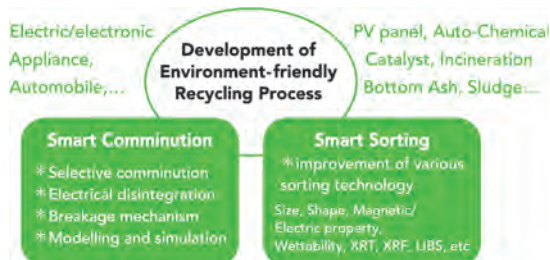 Electric/electronic
Appliance,
Automobile,...
Development of
Environment-friendly
Recycling Process
PV panel, Auto-Chemical
Catalyst, Incineration
Bottom Ash, Sludge...
Smart Comminution
*Selective comminution
*Electrical disintegration
*Breakage mechanism
*Modelling and simulation
Smart Sorting
*improvement of various
sorting technology
Size, Shape, Magnetic/
Electric property,
Wettability, XRT, XRF, LIBS, etc